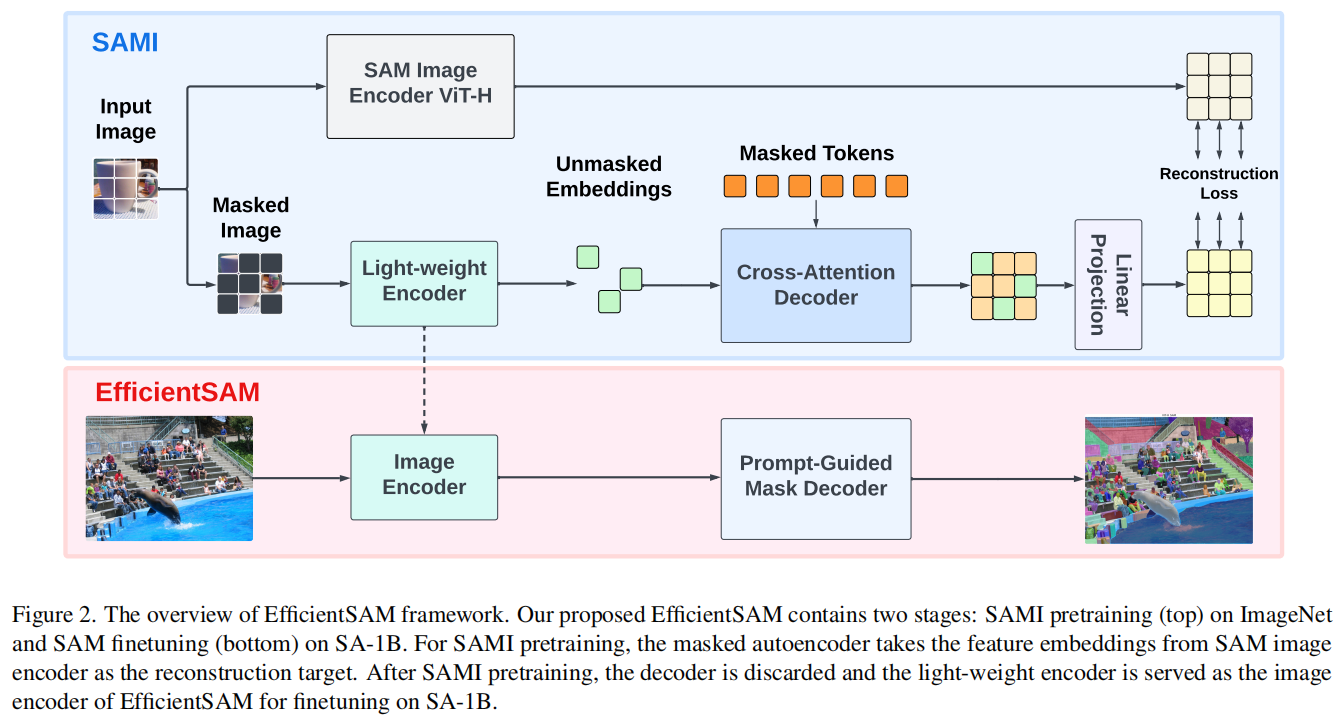 SAMI
Input
Image
SAM Image
Encoder ViT-H
Masked
Image
Light-weight
Encoder
Unmasked
Embeddings
Masked Tokens
Cross-Attention
Decoder
Linear
Projection
Reconstruction
Loss
EfficientSAM
Image
Encoder
Prompt-Guided
Mask Decoder
Figure 2. The overview of EfficientSAM framework. Our proposed EfficientSAM contains two stages: SAMI pretraining (top) on ImageNet
and SAM finetuning (bottom) on SA-1B. For SAMI pretraining, the masked autoencoder takes the feature embeddings from SAM image
encoder as the reconstruction target. After SAMI pretraining, the decoder is discarded and the light-weight encoder is served as the image
encoder of EfficientSAM for finetuning on SA-1B.